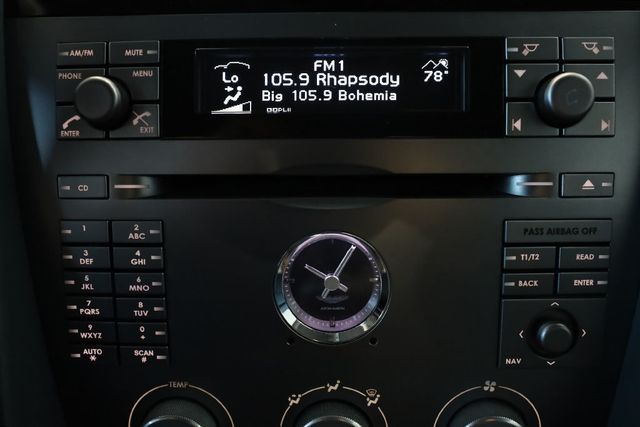 AM/FM
MUTE
PHONE
MENU
ENTER
EXIT
FM1
Lo
105.9 Rhapsody
78°
Big 105.9 Bohemia
PLII
CD
1
2
ABC
3
DEF
4
GHI
5
JKL
6
MNO
7
PQRS
8
TUV
9
WXYZ
0
+
AUTO
*
SCAN
#
PASS AIRBAG OFF
T1/T2
READ
BACK
ENTER
NAV
TEMP